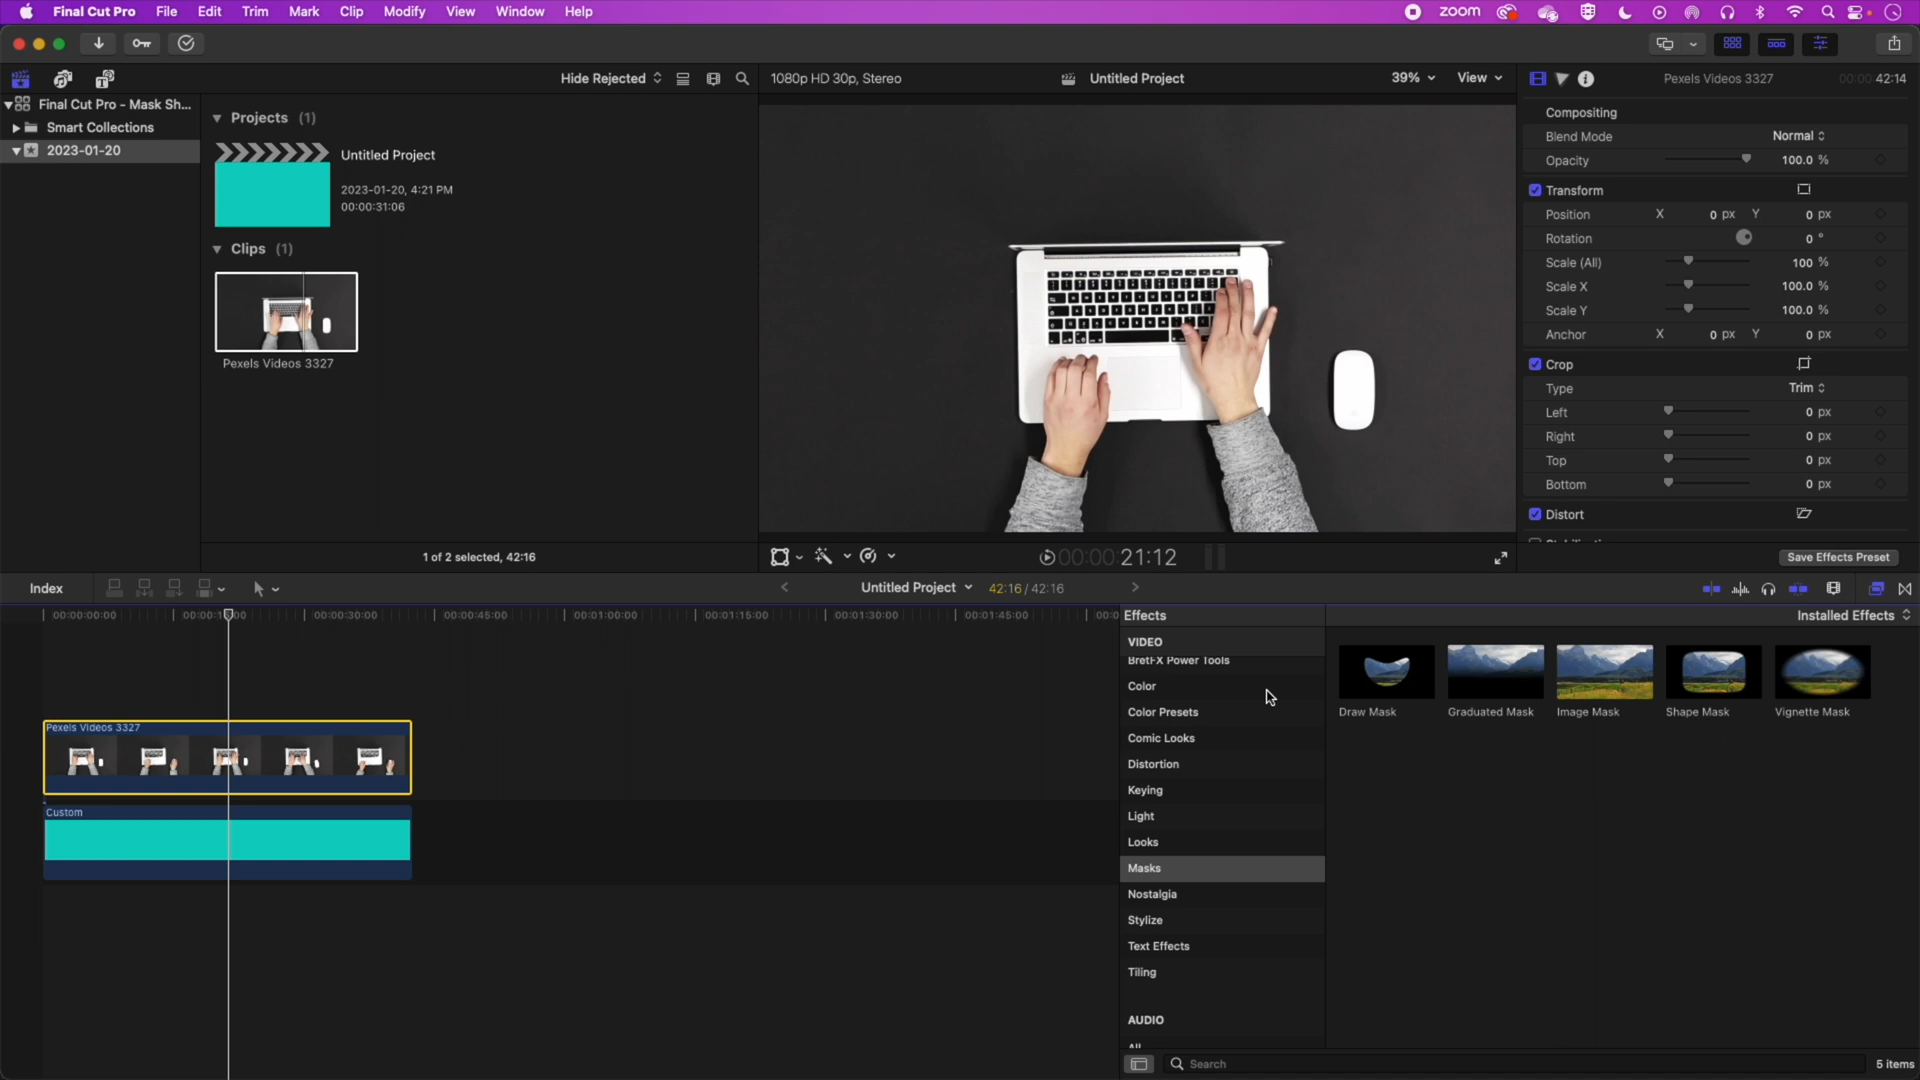 Final Cut Pro File Edit Trim Mark Clip Modify View Window Help zoom
Hide Rejected
1080p HD 30p, Stereo Untitled Project 39% View
Pexels Videos 3327 00:00:42:14
Final Cut Pro - Mask Sh...
Smart Collections
2023-01-20
Projects (1)
Untitled Project
2023-01-20, 4:21 PM
00:00:31:06
Clips (1)
Pexels Videos 3327
1 of 2 selected, 42:16
00:00:21:12
Compositing
Blend Mode Normal
Opacity 100.0 %
Transform
Position X 0 px Y 0 px
Rotation 0 °
Scale (All) 100 %
Scale X 100.0 %
Scale Y 100.0 %
Anchor X 0 px Y 0 px
Crop
Type Trim
Left 0 px
Right 0 px
Top 0 px
Bottom 0 px
Distort
Save Effects Preset
Index
Untitled Project 42:16 / 42:16
00:00:00:00 00:00:30:00 00:00:45:00 00:01:00:00 00:01:15:00 00:01:30:00 00:01:45:00
Pexels Videos 3327
Custom
Effects Installed Effects
VIDEO
BretFX Power Tools
Color
Color Presets
Comic Looks
Distortion
Keying
Light
Looks
Masks
Nostalgia
Stylize
Text Effects
Tiling
AUDIO
All
Draw Mask
Graduated Mask
Image Mask
Shape Mask
Vignette Mask
Search
5 items